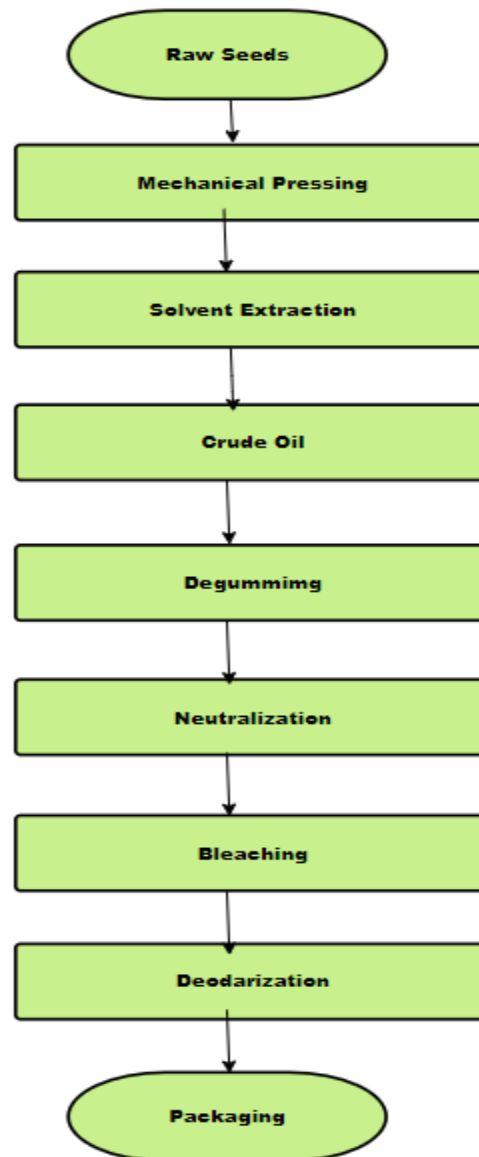 Raw Seeds
Mechanical Pressing
Solvent Extraction
Crude Oil
Degummimg
Neutralization
Bleaching
Deodarization
Packaging